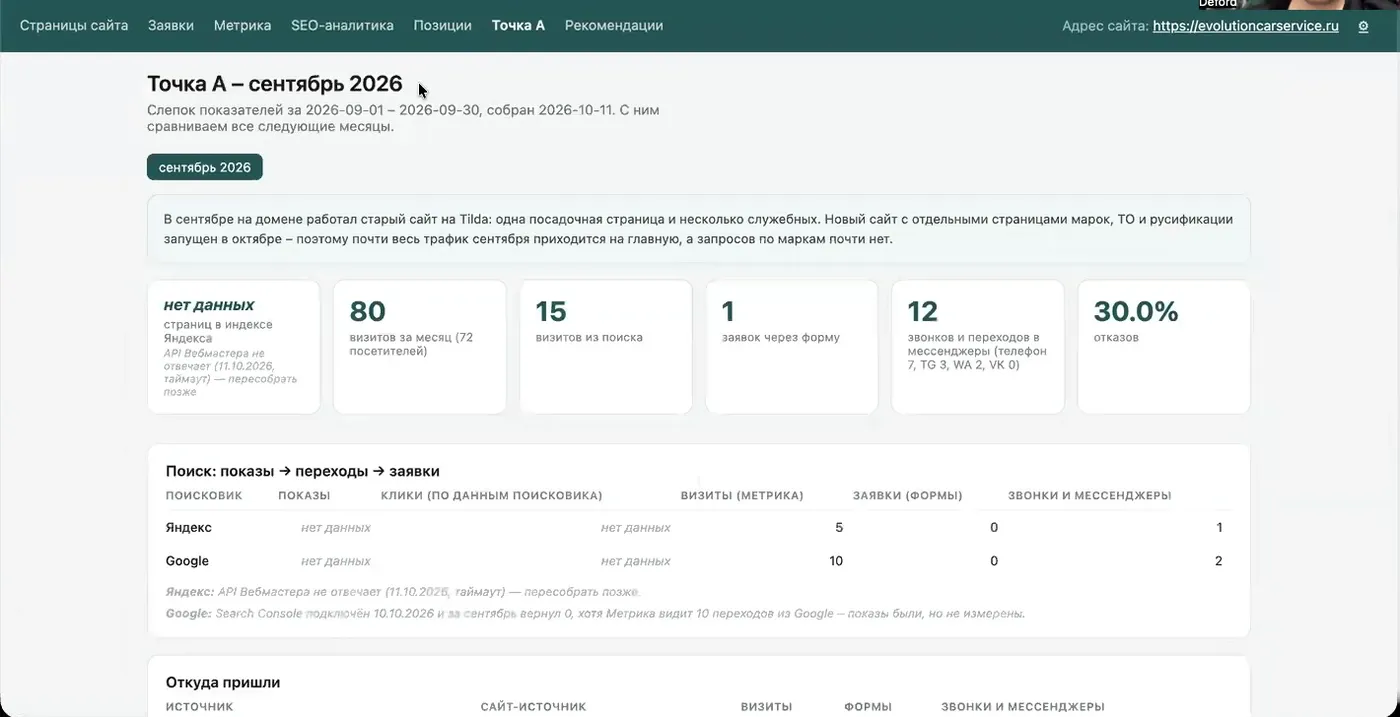 Deford
Страницы сайта Заявки Метрика SEO-аналитика Позиции Точка А Рекомендации Адрес сайта: https://evolutioncarservice.ru
Точка А – сентябрь 2026
Слепок показателей за 2026-09-01 – 2026-09-30, собран 2026-10-11. С ним
сравниваем все следующие месяцы.
сентябрь 2026
В сентябре на домене работал старый сайт на Tilda: одна посадочная страница и несколько служебных. Новый сайт с отдельными страницами марок, ТО и русификации
запущен в октябре – поэтому почти весь трафик сентября приходится на главную, а запросов по маркам почти нет.
нет данных
страниц в индексе
Яндекса
API Вебмастера не
отвечает (11.10.2026,
таймаут) — пересобрать
позже
80
визитов за месяц (72
посетителей)
15
визитов из поиска
1
заявок через форму
12
звонков и переходов в
мессенджеры (телефон
7, TG 3, WA 2, VK 0)
30.0%
отказов
Поиск: показы → переходы → заявки
ПОИСКОВИК ПОКАЗЫ КЛИКИ (ПО ДАННЫМ ПОИСКОВИКА) ВИЗИТЫ (МЕТРИКА) ЗАЯВКИ (ФОРМЫ) ЗВОНКИ И МЕССЕНДЖЕРЫ
Яндекс нет данных нет данных 5 0 1
Google нет данных нет данных 10 0 2
Яндекс: API Вебмастера не отвечает (11.10.2026, таймаут) — пересобрать позже.
Google: Search Console подключён 10.10.2026 и за сентябрь вернул 0, хотя Метрика видит 10 переходов из Google – показы были, но не измерены.
Откуда пришли
ИСТОЧНИК САЙТ-ИСТОЧНИК ВИЗИТЫ ФОРМЫ ЗВОНКИ И МЕССЕНДЖЕРЫ